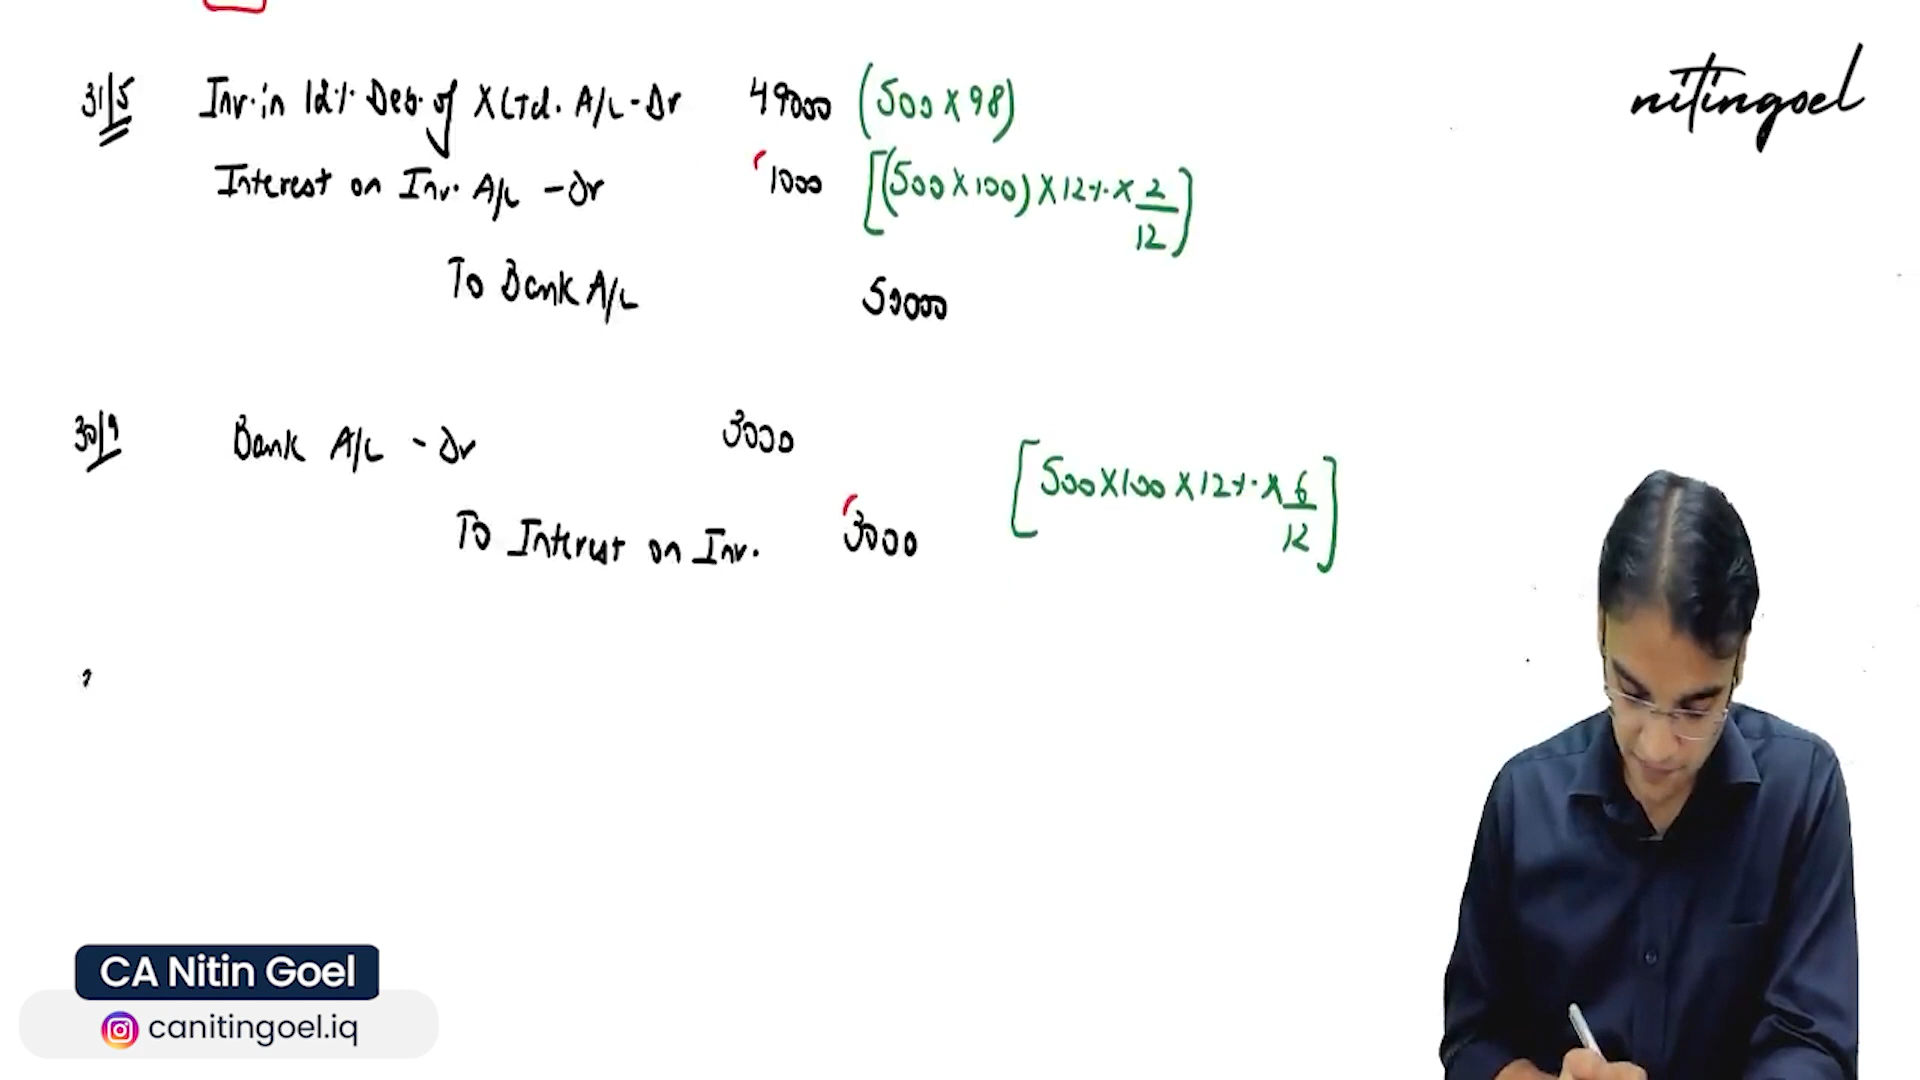 nitingoel
31/5 Inv. in 12% Deb. of X Ltd. A/c - Dr 49000 (500 X 98)
Interest on Inv. A/c - Dr 1000 [(500 X 100) X 12% X 2/12]
To Bank A/c 50000
30/9 Bank A/c - Dr 3000
[500 X 100 X 12% X 6/12]
To Interest on Inv. 3000
CA Nitin Goel
canitingoel.iq